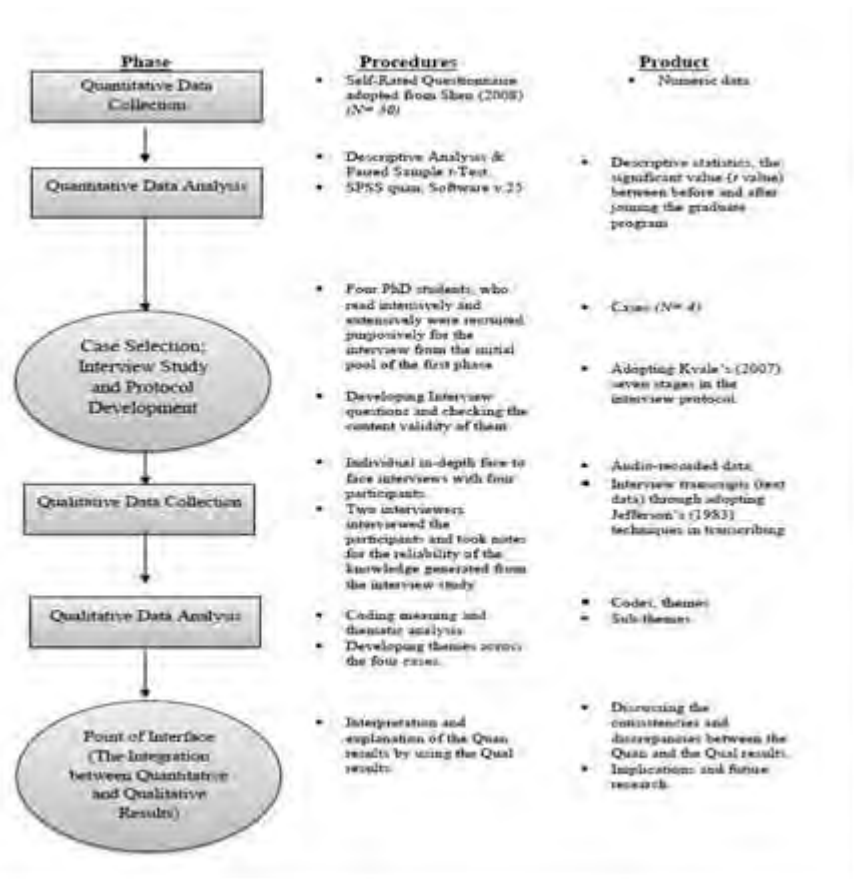 Phase
Quantitative Data
Collection
Quantitative Data Analysis
Case Selection;
Interview Study
and Protocol
Development
Qualitative Data Collection
Qualitative Data Analysis
Point of Interface
(The Integration
between Quantitative
and Qualitative
Results)
Procedures
• Self-Rated Questionnaire
adopted from Shen (2008)
(N= 50)
• Descriptive Analysis &
Paired Sample t-Test
• SPSS quan. Software v.25
• Four PhD students, who
read intensively and
extensively were recruited
purposively for the
interview from the initial
pool of the first phase
• Developing Interview
questions and checking the
content validity of them
• Individual in-depth face to
face interviews with four
participants.
• Two interviewers
interviewed the
participants and took notes
for the reliability of the
knowledge generated from
the interview study
• Coding meaning and
thematic analysis
• Developing themes across
the four cases.
• Interpretation and
explanation of the Quan
results by using the Qual
results.
Product
• Numeric data
• Descriptive statistics, the
significant value (t value)
between before and after
joining the graduate
program
• Cases (N= 4)
• Adopting Kvale's (2007)
seven stages in the
interview protocol.
• Audio-recorded data
• Interview transcripts (text
data) through adopting
Jefferson's (1983)
techniques in transcribing
• Codes, themes
• Sub-themes
• Discussing the
consistencies and
discrepancies between the
Quan and the Qual results.
• Implications and future
research